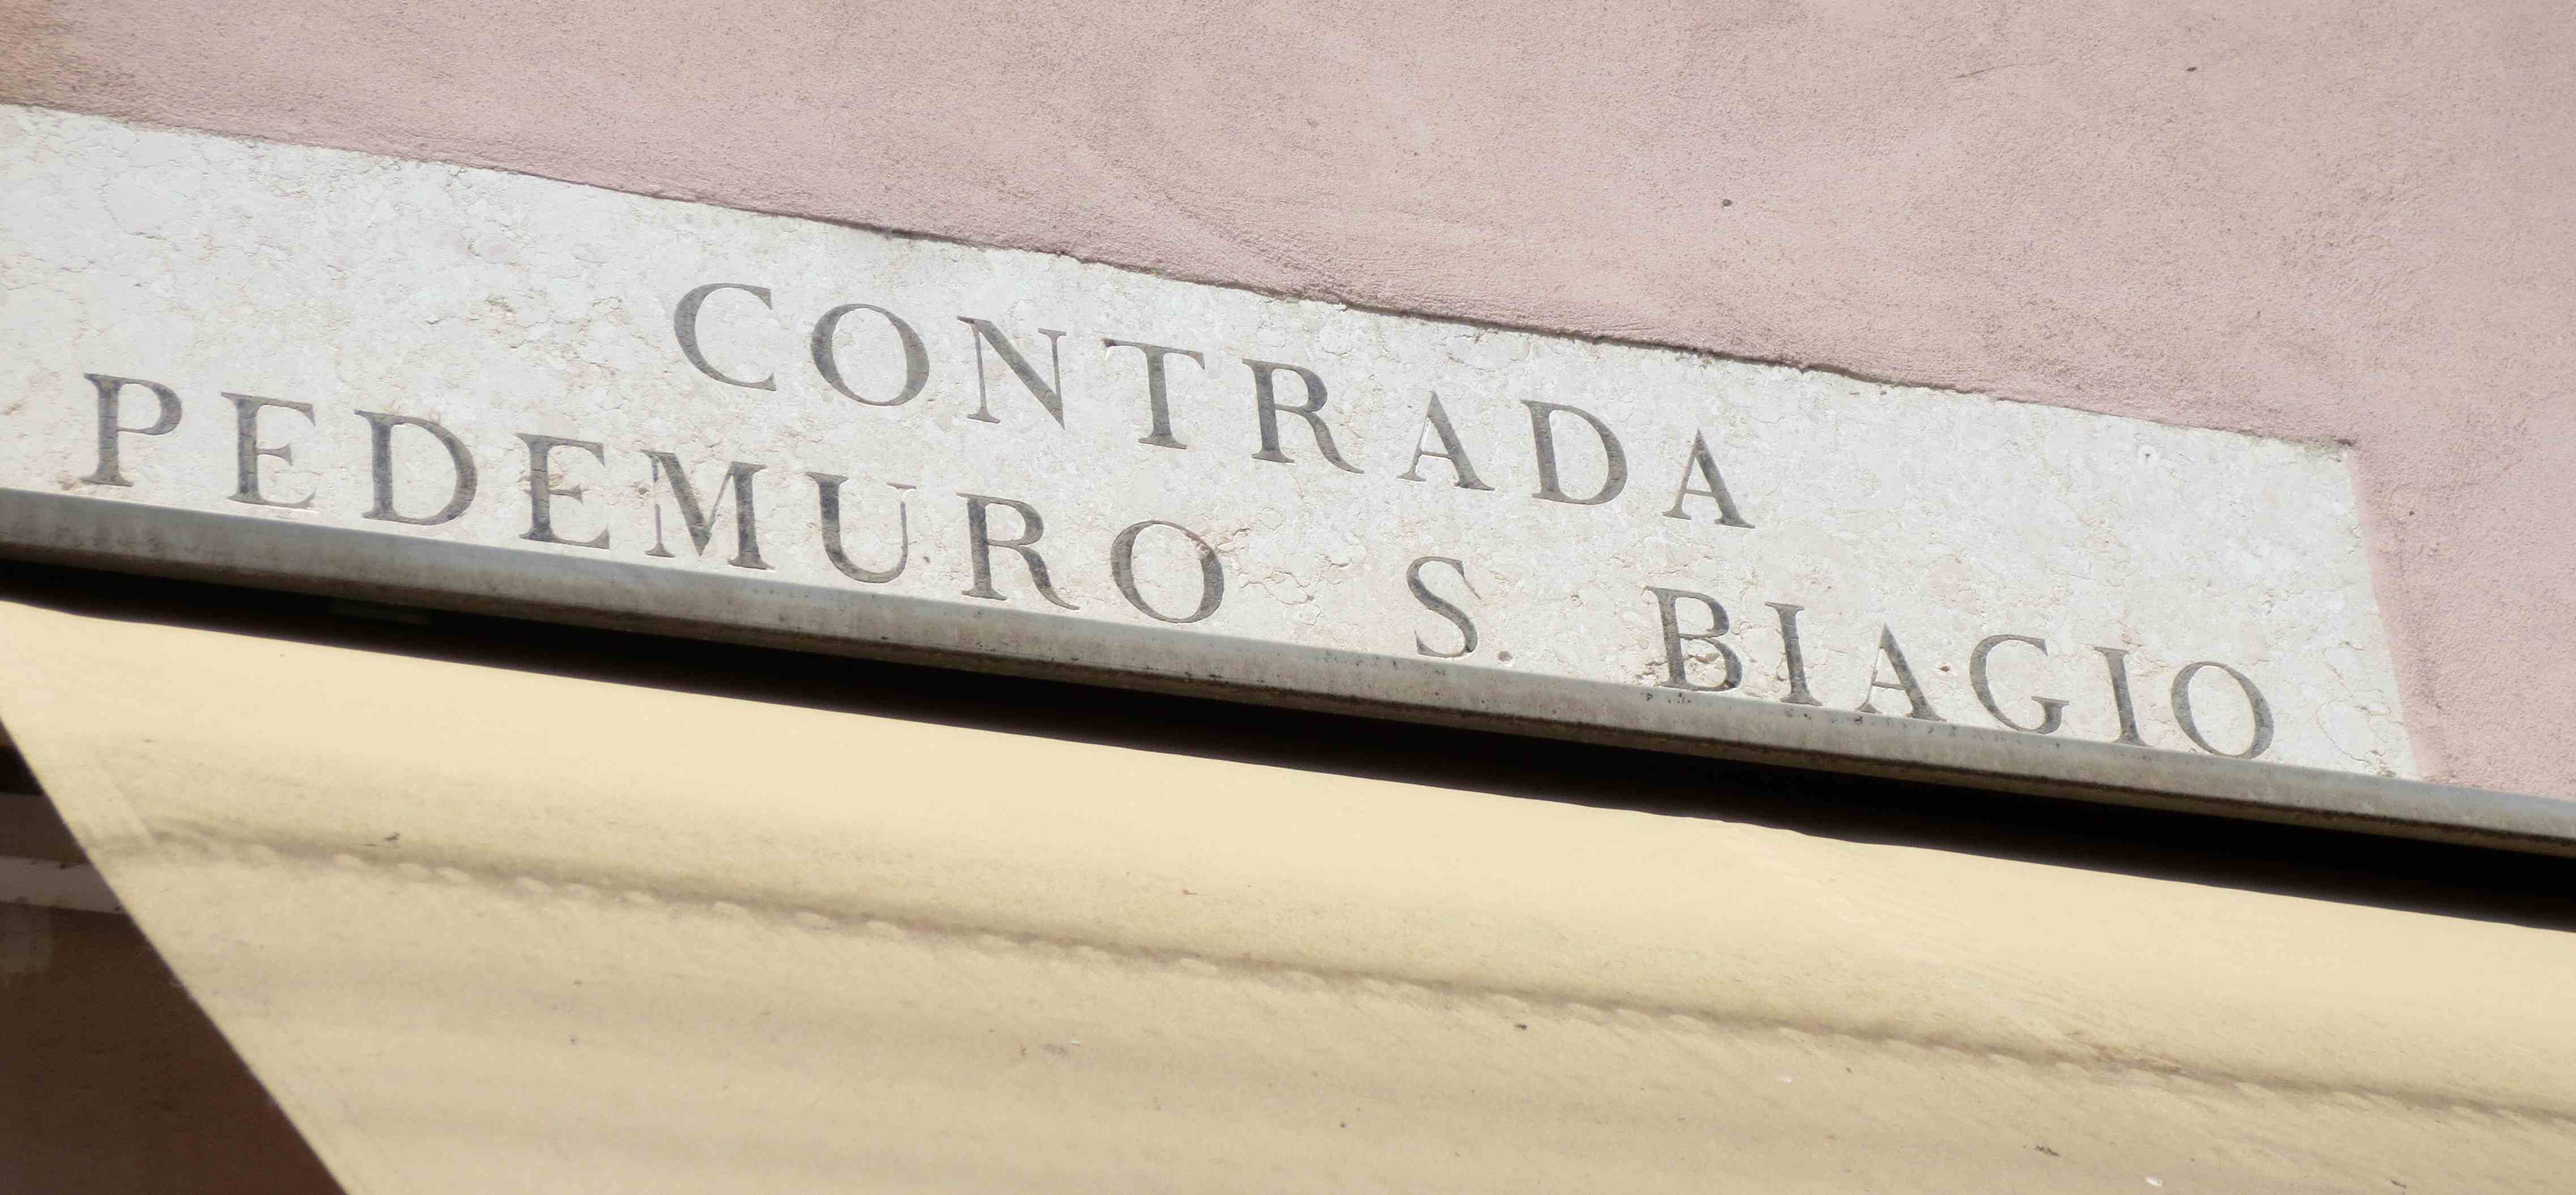 CONTRADA
PEDEMURO S. BIAGIO